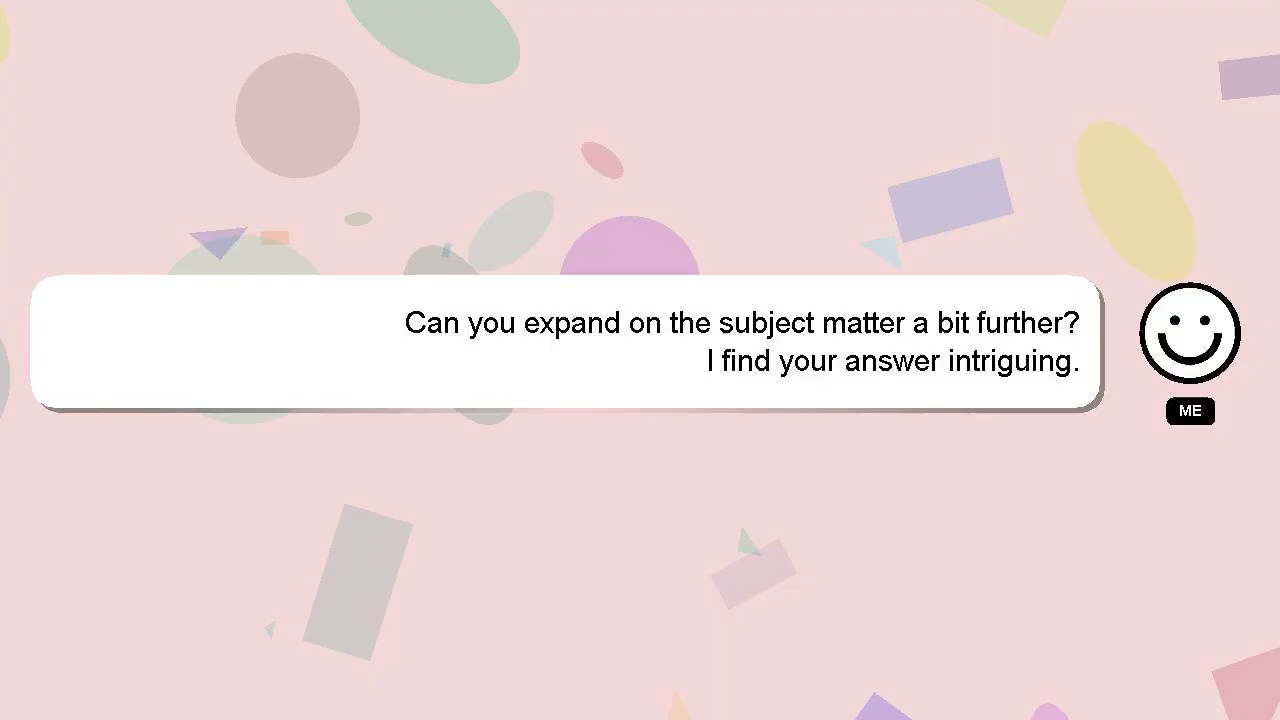 Can you expand on the subject matter a bit further?
I find your answer intriguing.
ME